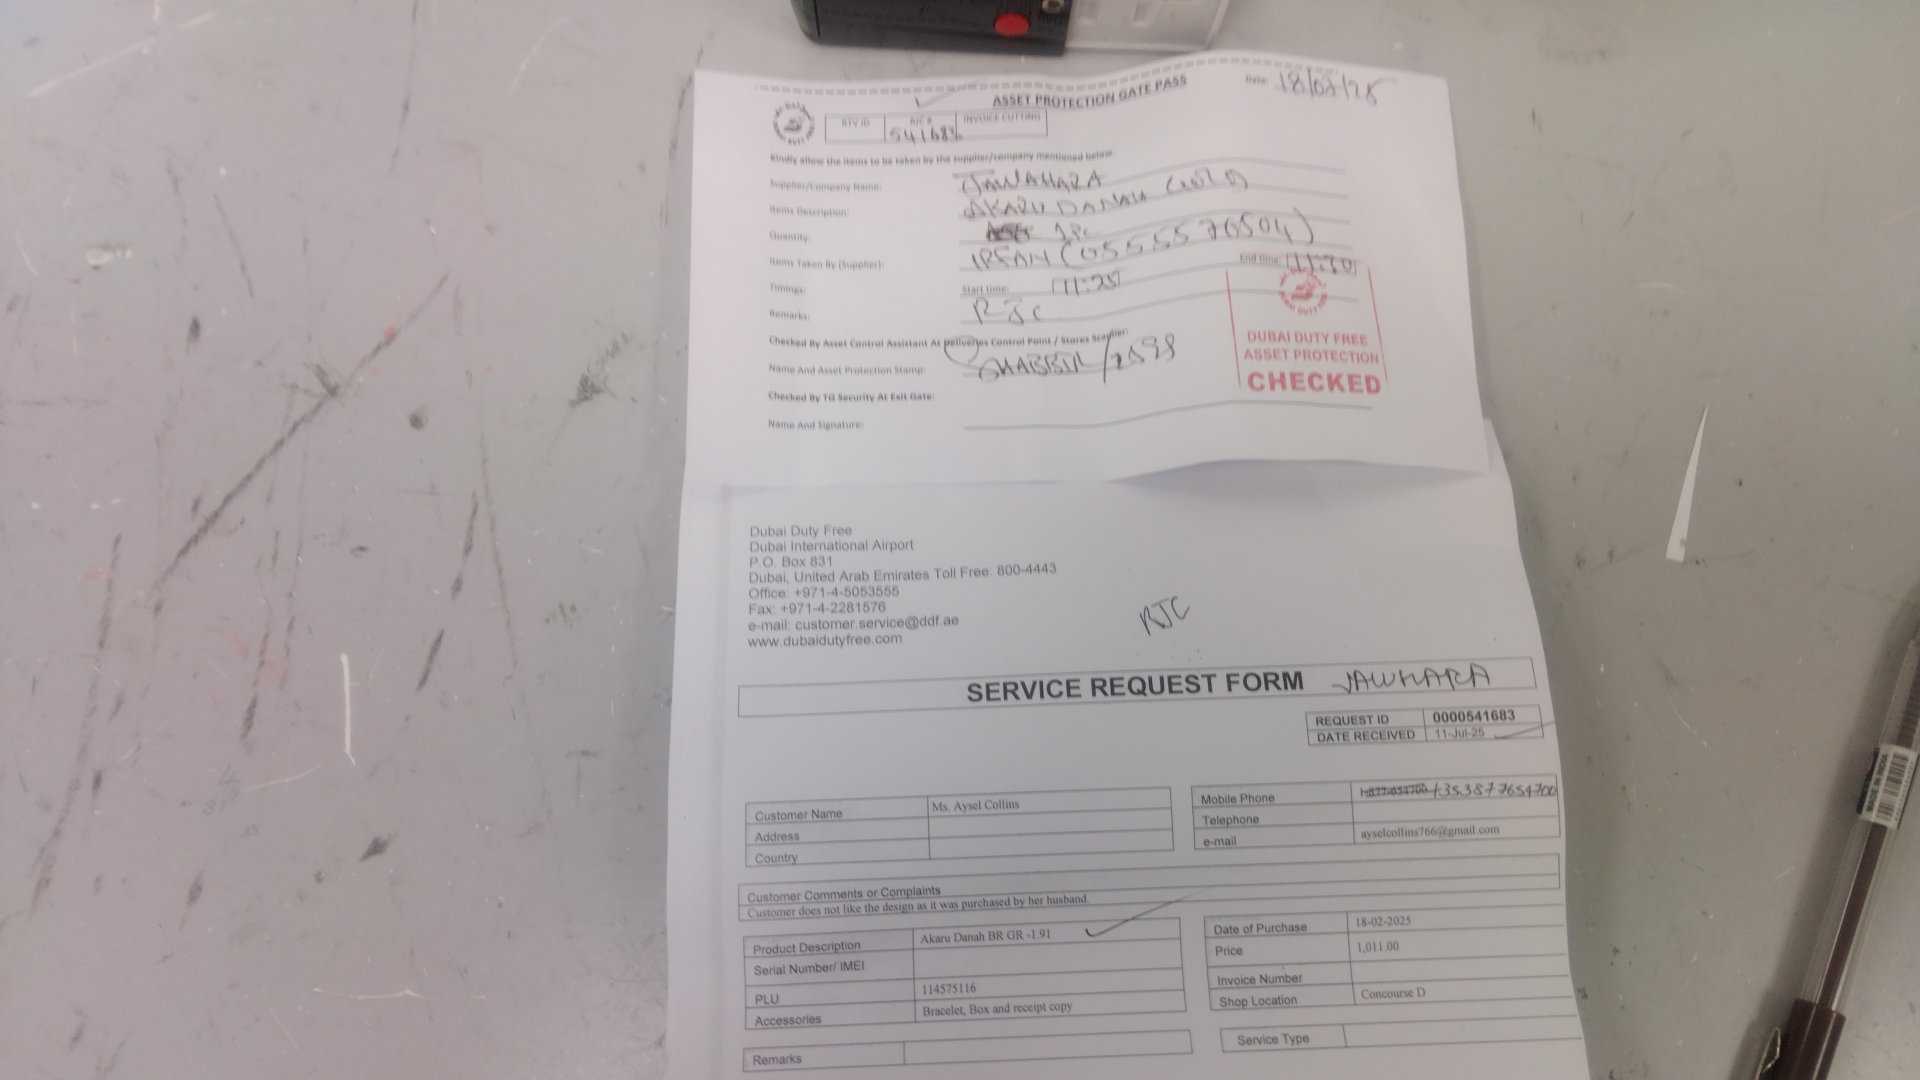 ASSET PROTECTION GATE PASS
Date: 18/07/25
RTV ID
RJC #
INVOICE CUTTING
541683
Kindly allow the items to be taken by the supplier/company mentioned below.
Supplier/Company Name: JAWAHARA
Items Description: AKARU DANAH GOLD
Quantity: 1 PC
Items Taken By (Supplier): IRFAN (0555576504)
Timings: Start time: 11:25 End time:
Remarks: RJC
Checked By Asset Control Assistant At Deliveries Control Point / Stores
Name And Asset Protection Stamp: SHABBIR/2598
Checked By TG Security At Exit Gate:
Name And Signature:
DUBAI DUTY FREE
ASSET PROTECTION
CHECKED
Dubai Duty Free
Dubai International Airport
P.O. Box 831
Dubai, United Arab Emirates Toll Free: 800-4443
Office: +971-4-5053555
Fax: +971-4-2281576
e-mail: customer.service@ddf.ae
www.dubaidutyfree.com
RJC
SERVICE REQUEST FORM JAWHARA
REQUEST ID 0000541683
DATE RECEIVED 11-Jul-25
Customer Name Ms. Aysel Collins
Address
Country
Mobile Phone +353877654700
Telephone
e-mail ayselcollins766@gmail.com
Customer Comments or Complaints
Customer does not like the design as it was purchased by her husband.
Product Description Akaru Danah BR GR -1.91
Serial Number/ IMEI
PLU 114575116
Accessories Bracelet, Box and receipt copy
Date of Purchase 18-02-2025
Price 1,011.00
Invoice Number
Shop Location Concourse D
Remarks
Service Type